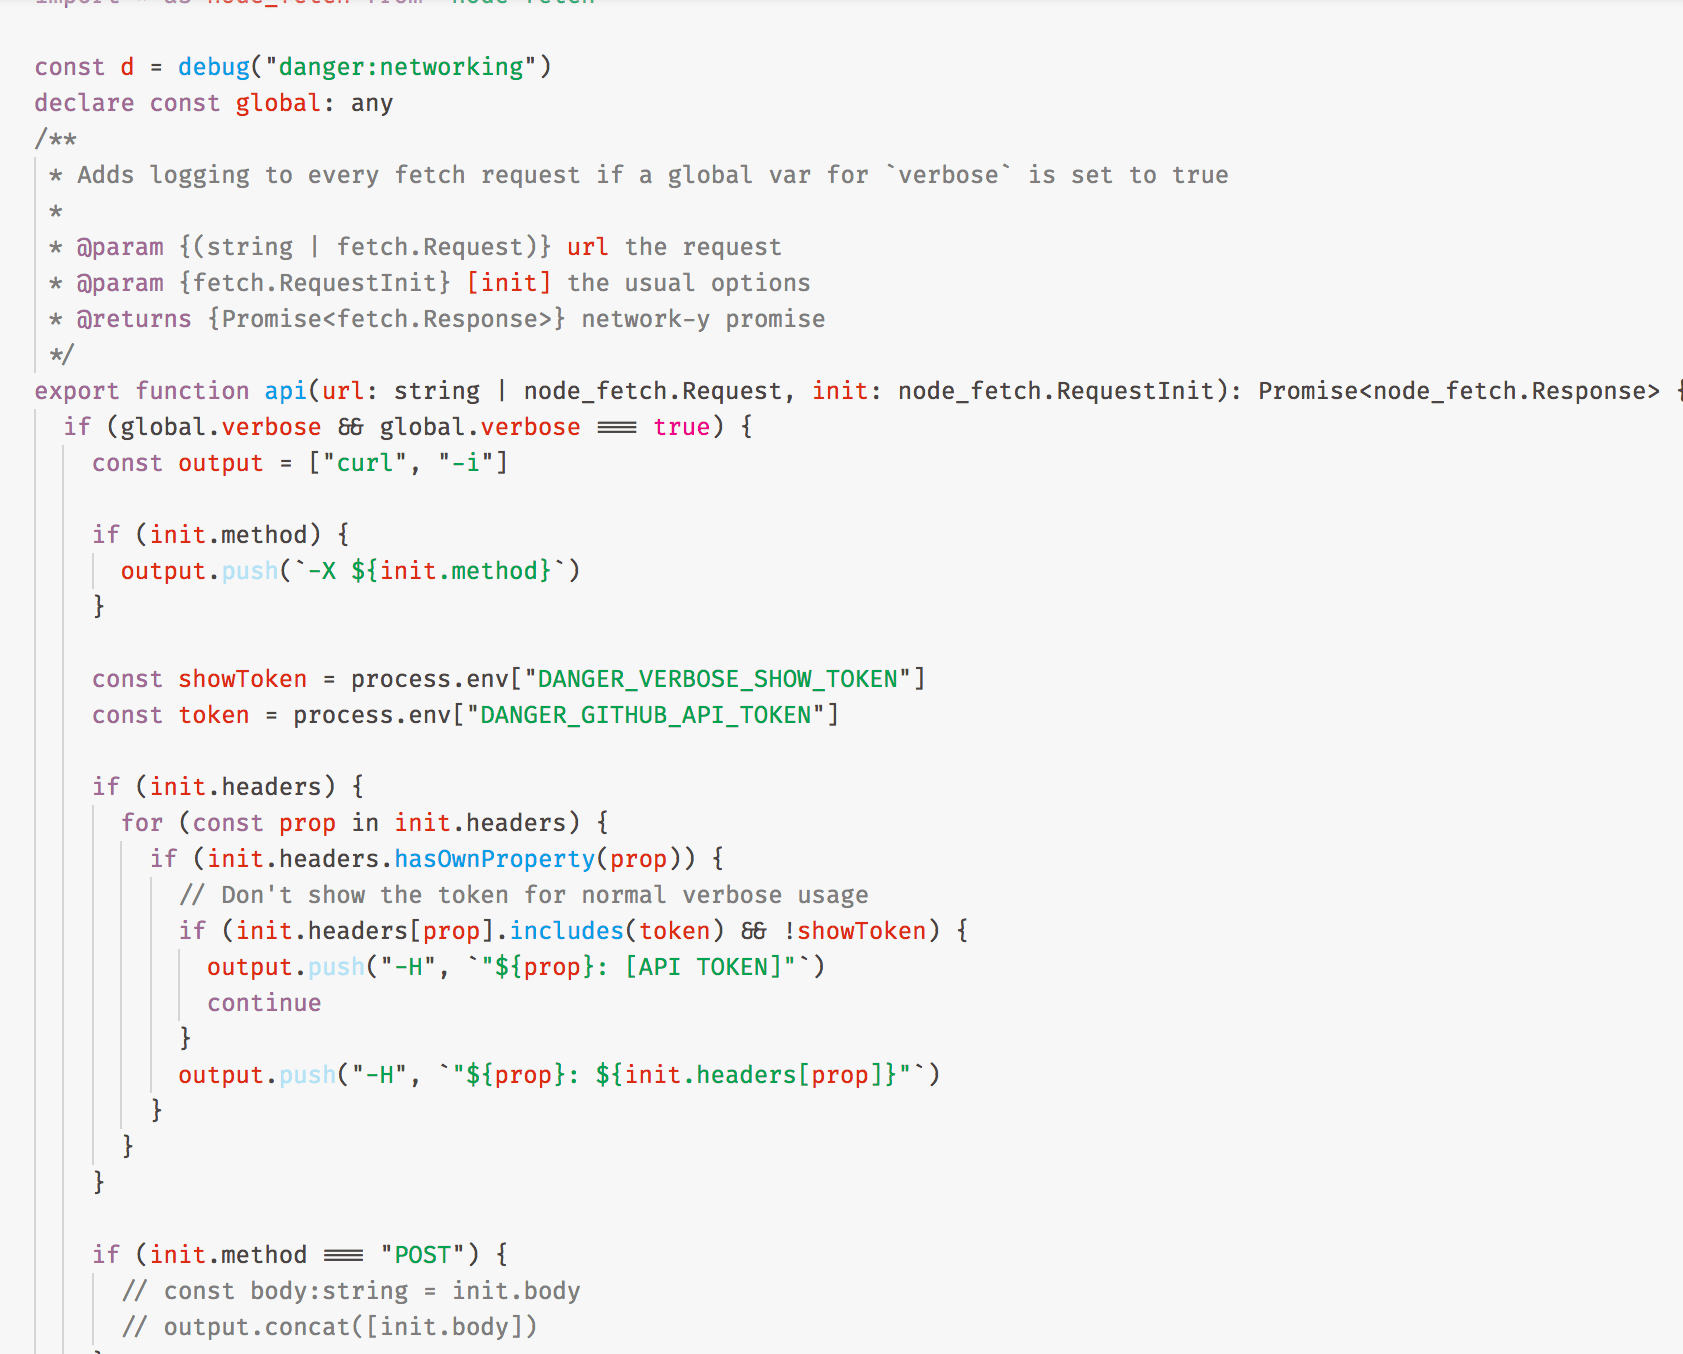 import * as node_fetch from "node-fetch"
const d = debug("danger:networking")
declare const global: any
/**
 * Adds logging to every fetch request if a global var for `verbose` is set to true
 *
 * @param {(string | fetch.Request)} url the request
 * @param {fetch.RequestInit} [init] the usual options
 * @returns {Promise<fetch.Response>} network-y promise
 */
export function api(url: string | node_fetch.Request, init: node_fetch.RequestInit): Promise<node_fetch.Response> {
  if (global.verbose && global.verbose === true) {
    const output = ["curl", "-i"]

    if (init.method) {
      output.push(`-X ${init.method}`)
    }

    const showToken = process.env["DANGER_VERBOSE_SHOW_TOKEN"]
    const token = process.env["DANGER_GITHUB_API_TOKEN"]

    if (init.headers) {
      for (const prop in init.headers) {
        if (init.headers.hasOwnProperty(prop)) {
          // Don't show the token for normal verbose usage
          if (init.headers[prop].includes(token) && !showToken) {
            output.push("-H", `"${prop}: [API TOKEN]"`)
            continue
          }
          output.push("-H", `"${prop}: ${init.headers[prop]}"`)
        }
      }
    }

    if (init.method === "POST") {
      // const body:string = init.body
      // output.concat([init.body])
    }